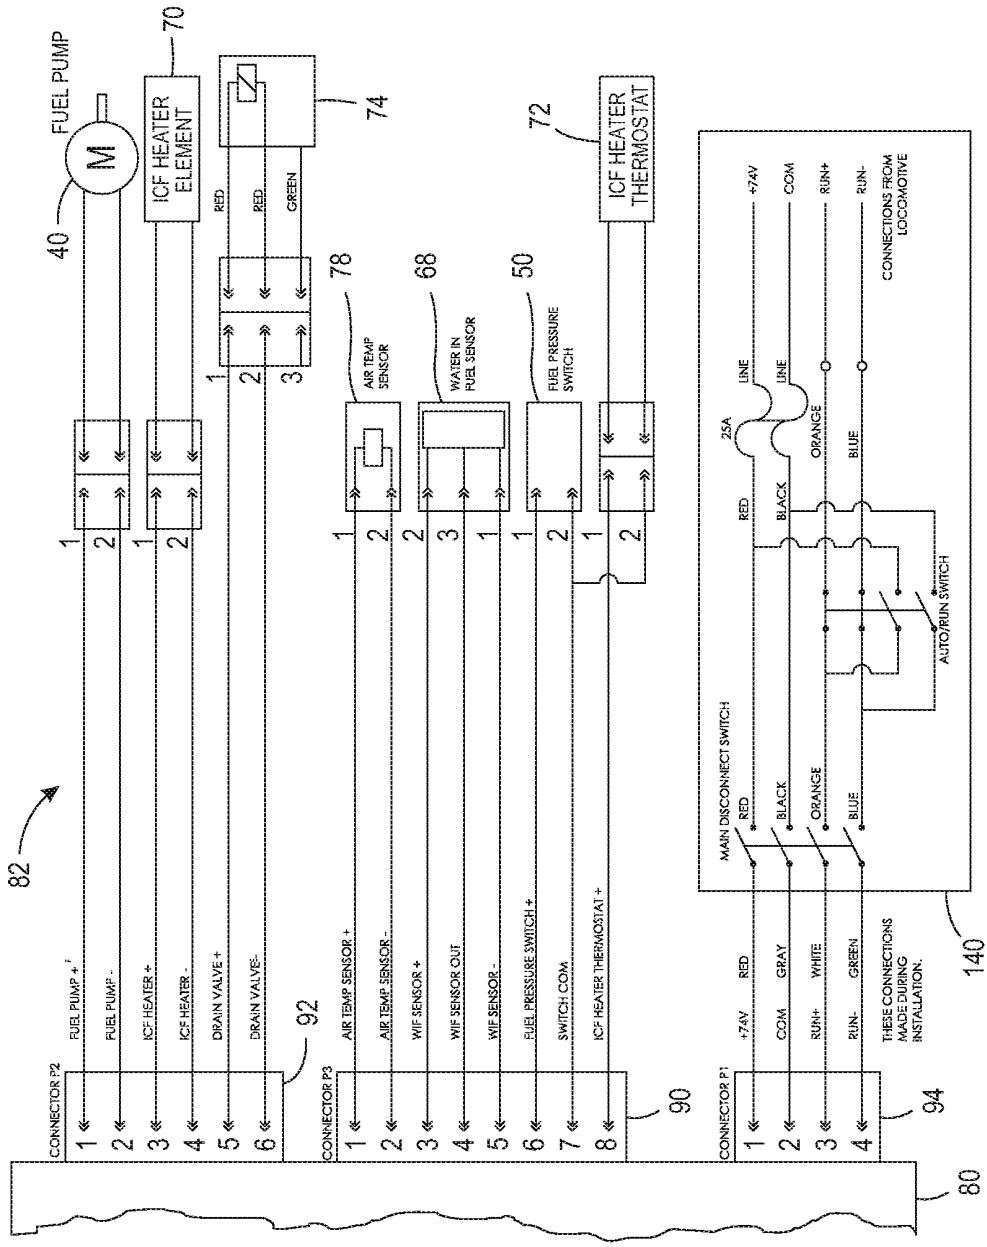 82
FUEL PUMP
M
40
ICF HEATER
ELEMENT
70
74
RED
RED
GREEN
1
2
1
2
1
2
3
78
AIR TEMP
SENSOR
68
WATER IN
FUEL SENSOR
50
FUEL PRESSURE
SWITCH
72
ICF HEATER
THERMOSTAT
1
2
2
3
1
1
2
1
2
CONNECTOR P2
1
2
3
4
5
6
FUEL PUMP +
FUEL PUMP -
ICF HEATER +
ICF HEATER -
DRAIN VALVE +
DRAIN VALVE-
92
CONNECTOR P3
1
2
3
4
5
6
7
8
AIR TEMP SENSOR +
AIR TEMP SENSOR -
WIF SENSOR +
WIF SENSOR OUT
WIF SENSOR -
FUEL PRESSURE SWITCH +
SWITCH COM
ICF HEATER THERMOSTAT +
90
CONNECTOR P1
1
2
3
4
+74V RED
COM GRAY
RUN+ WHITE
RUN- GREEN
THESE CONNECTIONS
MADE DURING
INSTALLATION.
94
80
140
MAIN DISCONNECT SWITCH
RED
BLACK
ORANGE
BLUE
AUTO/RUN SWITCH
RED
BLACK
ORANGE
BLUE
25A
LINE
LINE
+74V
COM
RUN+
RUN-
CONNECTIONS FROM
LOCOMOTIVE